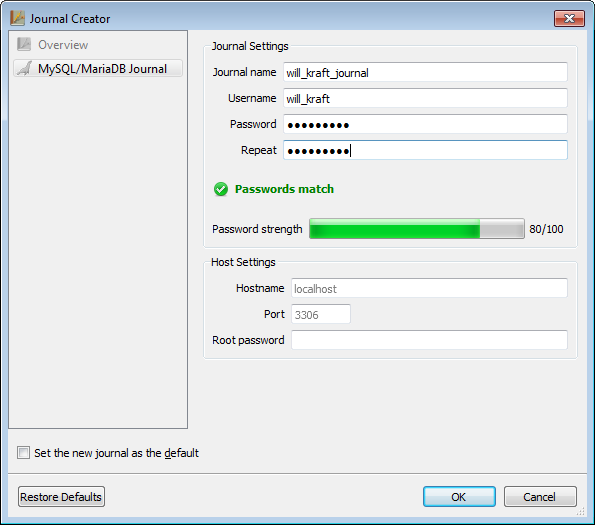 Journal Creator
Overview
MySQL/MariaDB Journal
Journal Settings
Journal name will_kraft_journal
Username will_kraft
Password ●●●●●●●●●
Repeat ●●●●●●●●●
Passwords match
Password strength 80/100
Host Settings
Hostname localhost
Port 3306
Root password
Set the new journal as the default
Restore Defaults OK Cancel